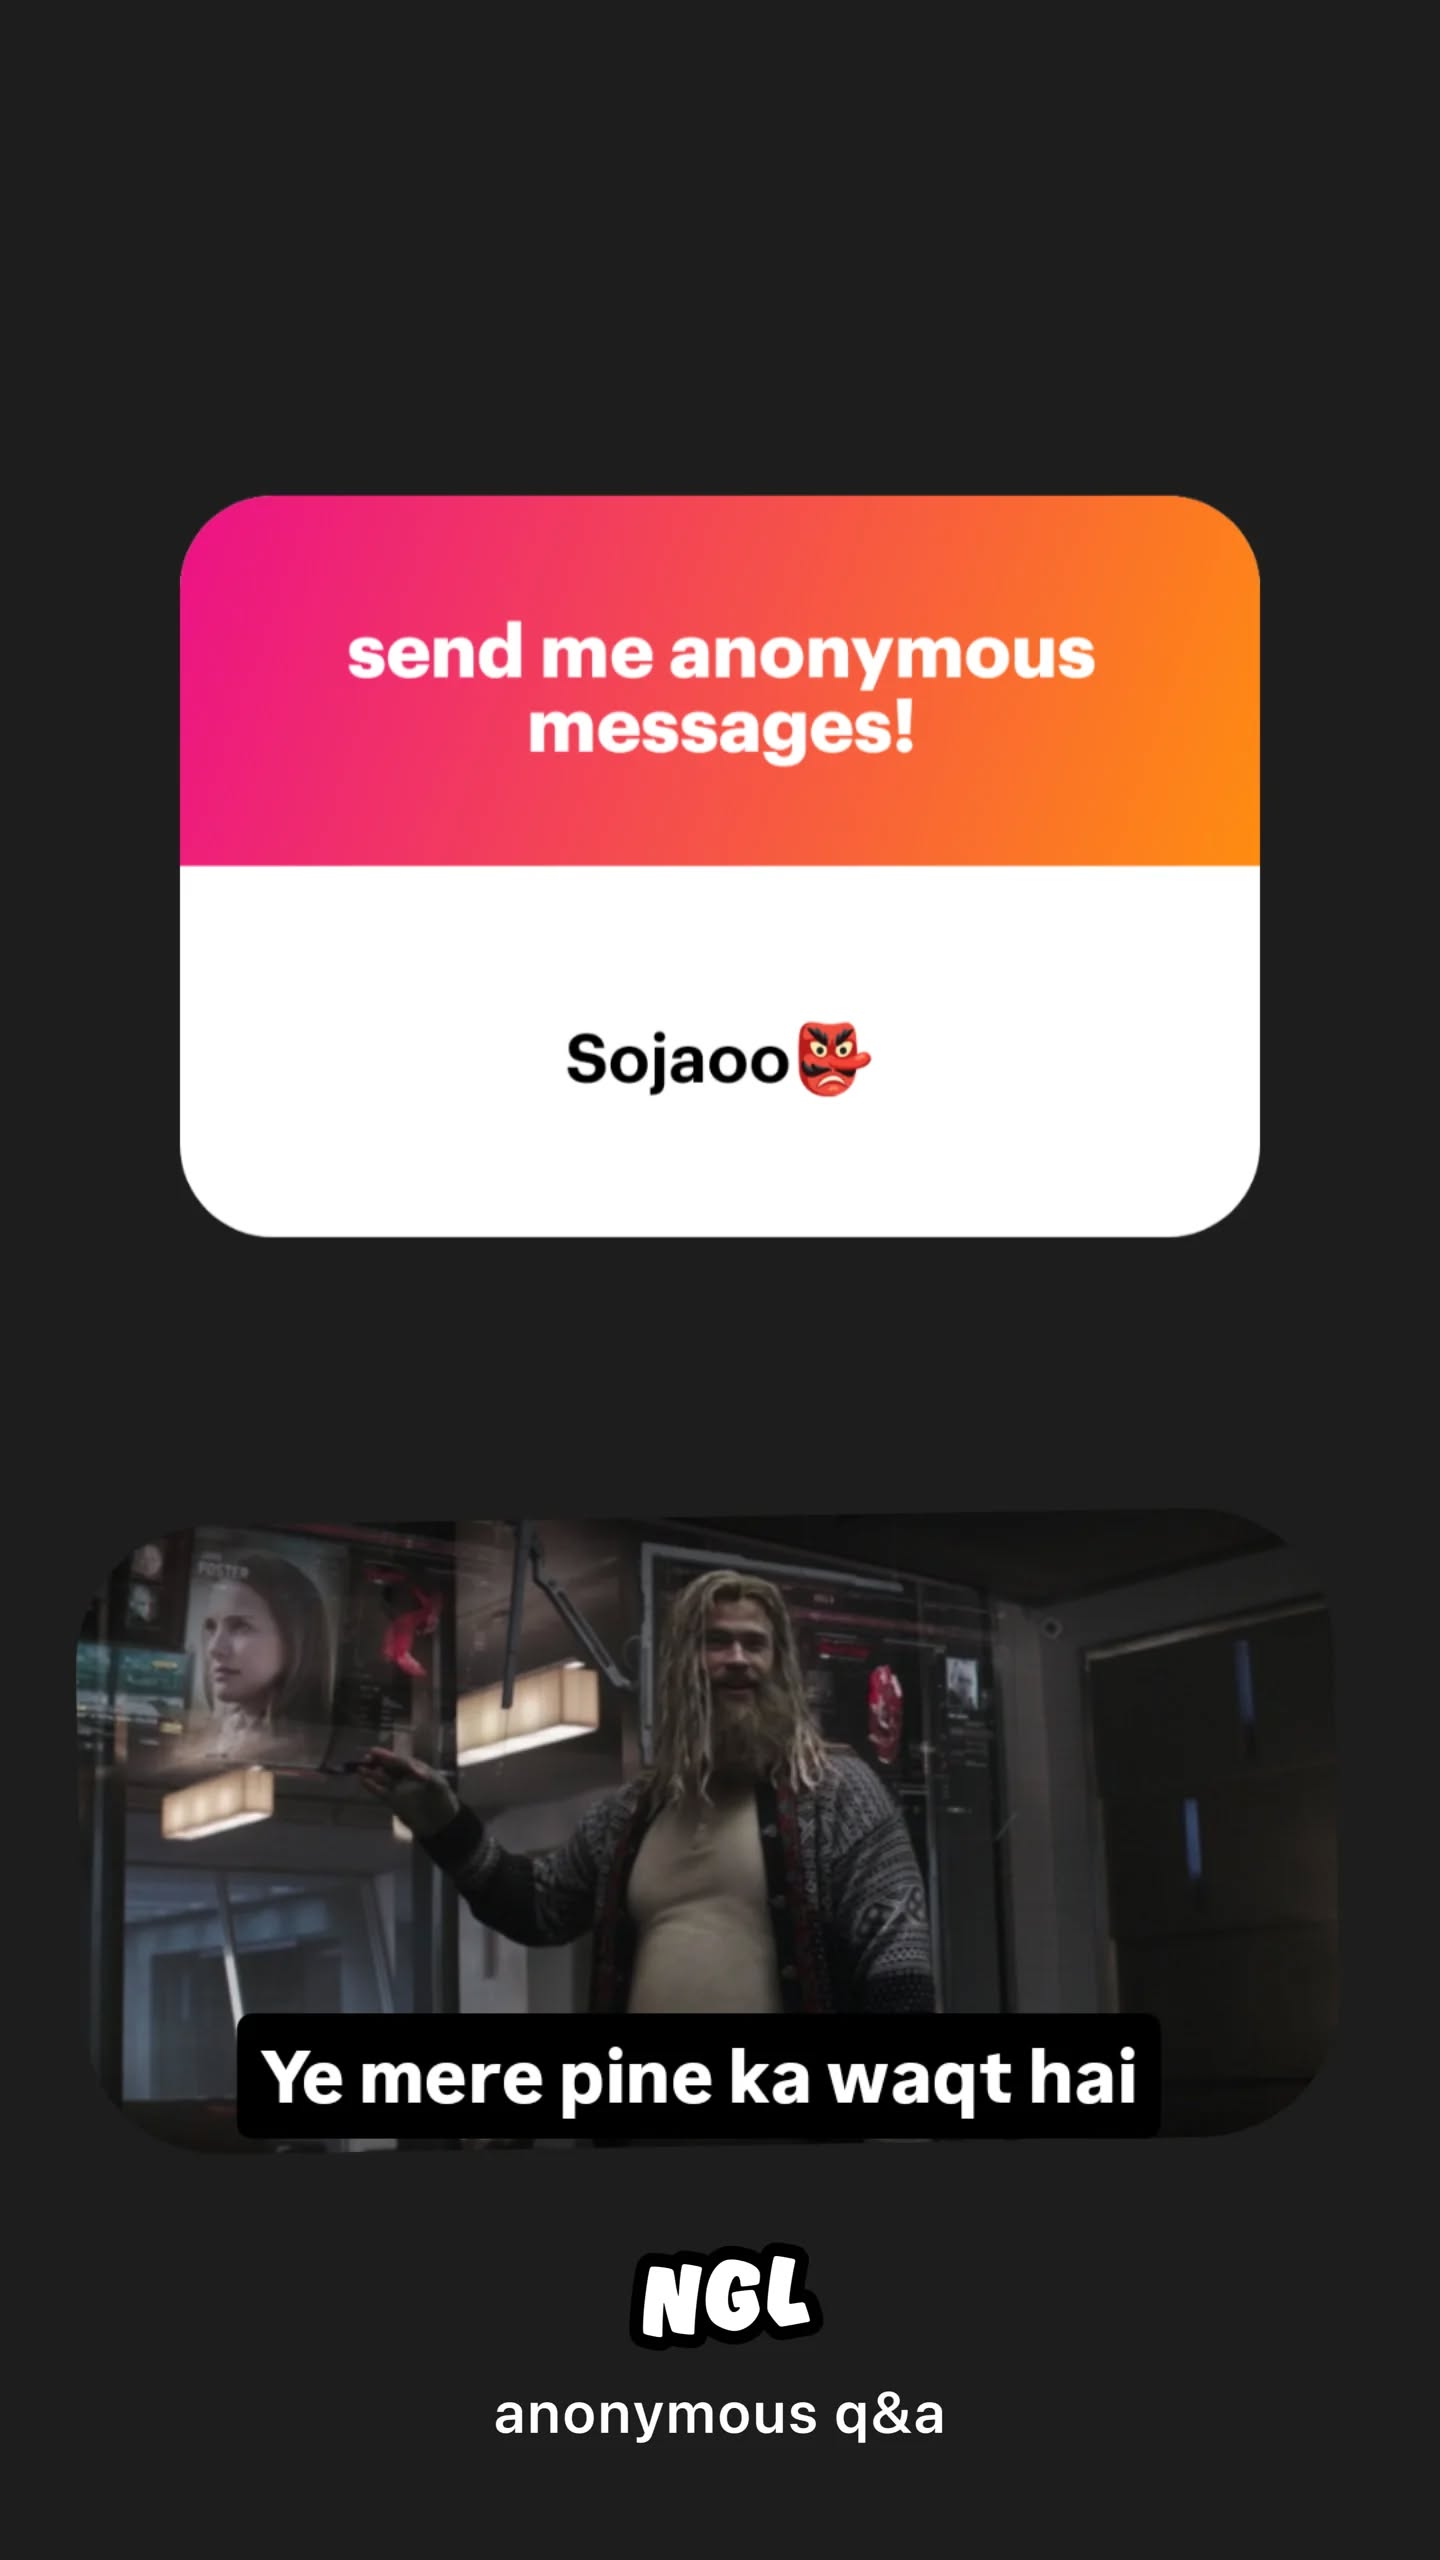 send me anonymous
messages!
Sojaoo👺
FOSTER
Ye mere pine ka waqt hai
NGL
anonymous q&a